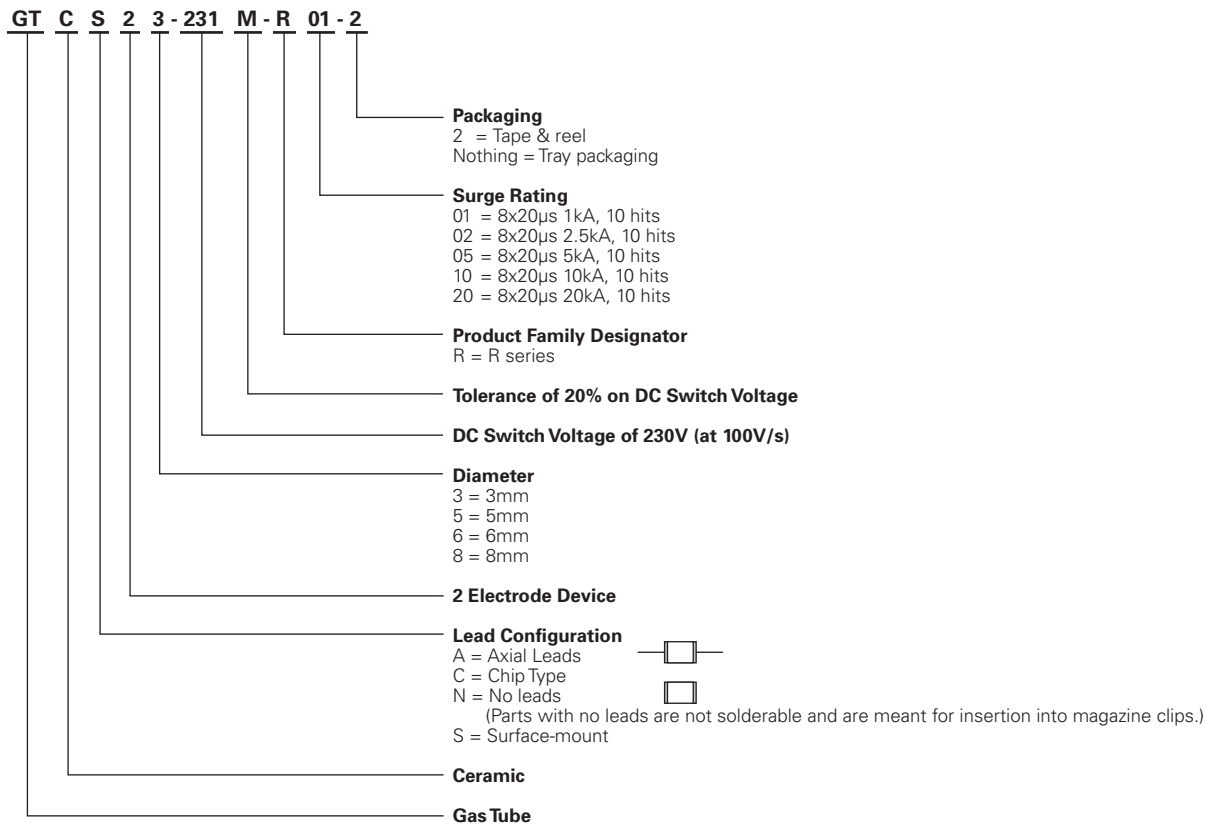 GT C S 2 3 - 231 M - R 01 - 2
Packaging
2 = Tape & reel
Nothing = Tray packaging
Surge Rating
01 = 8x20µs 1kA, 10 hits
02 = 8x20µs 2.5kA, 10 hits
05 = 8x20µs 5kA, 10 hits
10 = 8x20µs 10kA, 10 hits
20 = 8x20µs 20kA, 10 hits
Product Family Designator
R = R series
Tolerance of 20% on DC Switch Voltage
DC Switch Voltage of 230V (at 100V/s)
Diameter
3 = 3mm
5 = 5mm
6 = 6mm
8 = 8mm
2 Electrode Device
Lead Configuration
A = Axial Leads
C = Chip Type
N = No leads
(Parts with no leads are not solderable and are meant for insertion into magazine clips.)
S = Surface-mount
Ceramic
Gas Tube